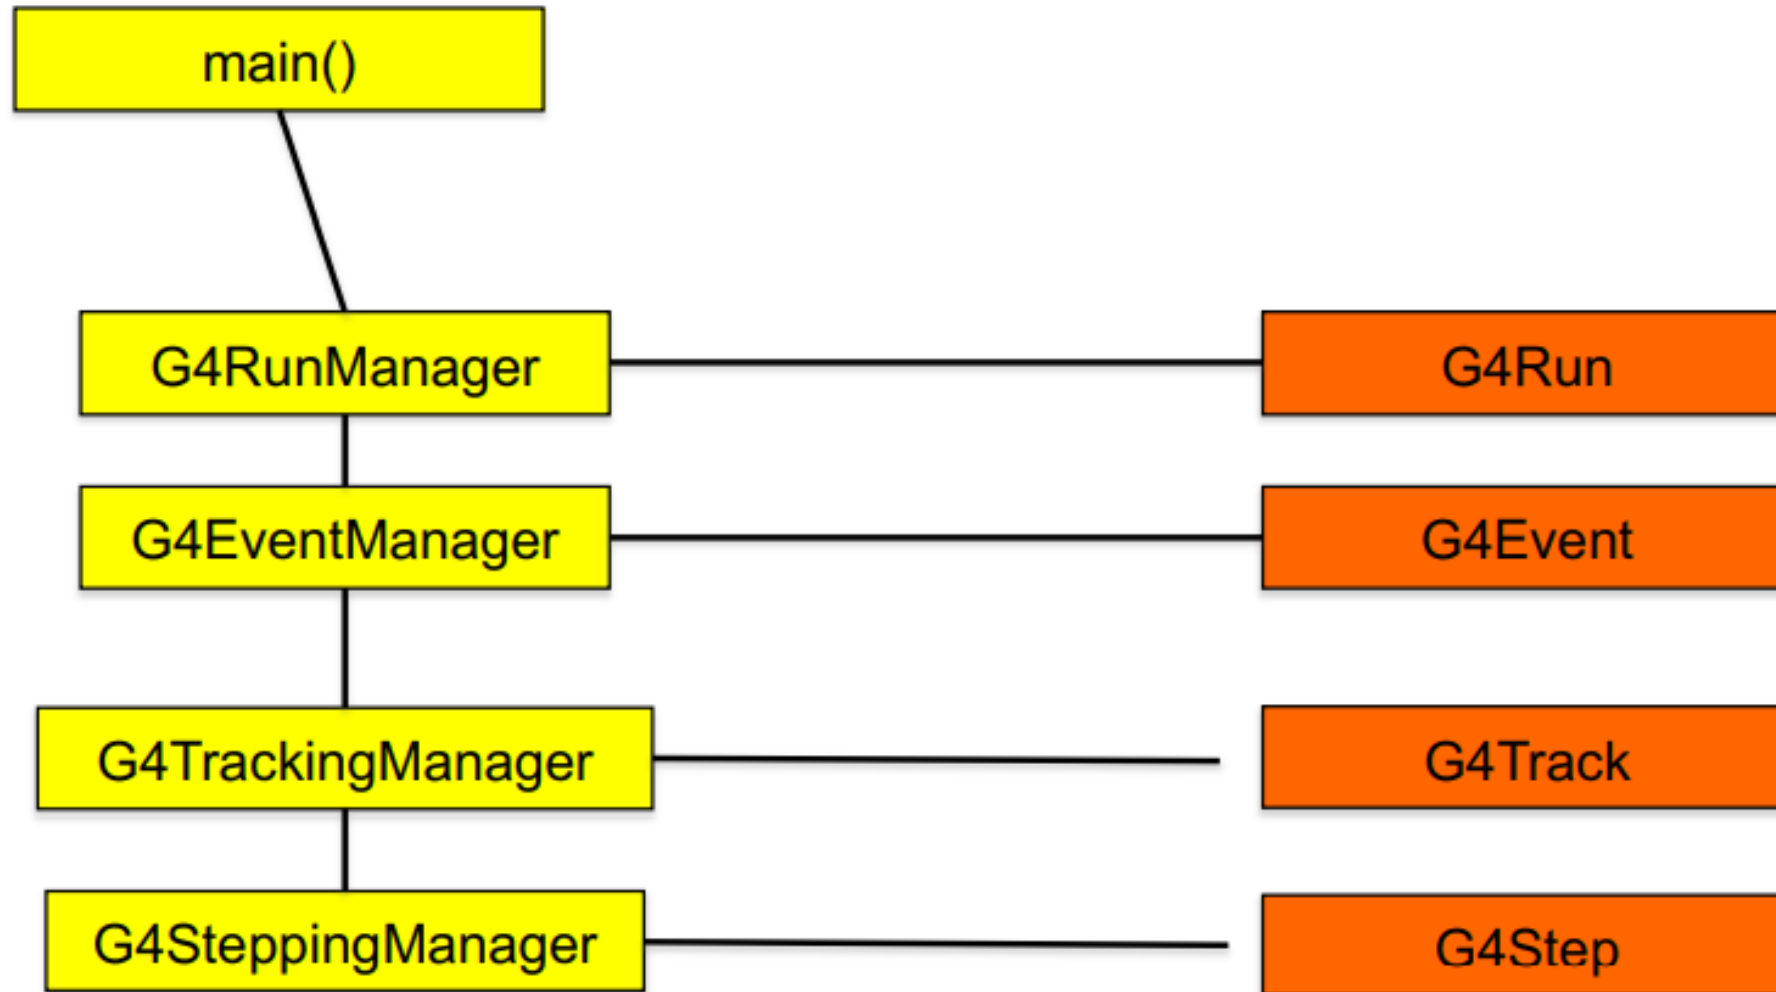 main()
G4RunManager
G4Run
G4EventManager
G4Event
G4TrackingManager
G4Track
G4SteppingManager
G4Step